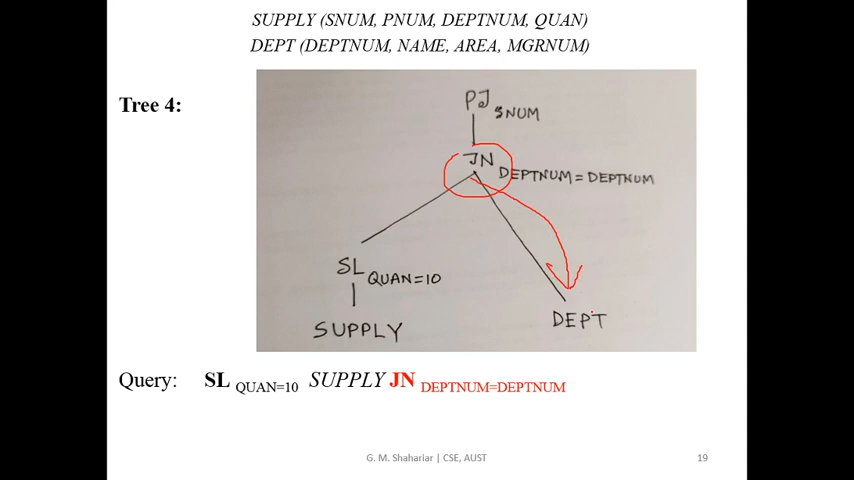 SUPPLY (SNUM, PNUM, DEPTNUM, QUAN)
DEPT (DEPTNUM, NAME, AREA, MGRNUM)
Tree 4:
PJ SNUM
JN DEPTNUM = DEPTNUM
SL QUAN=10
SUPPLY
DEPT
Query: SL QUAN=10 SUPPLY JN DEPTNUM=DEPTNUM
G. M. Shahariar | CSE, AUST
19